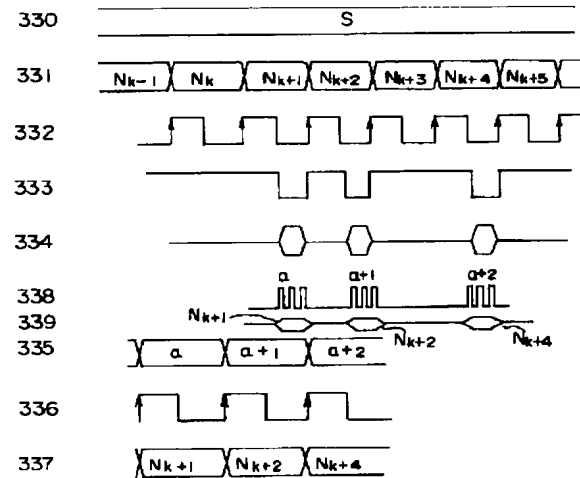 330 S
331 Nk-1 Nk Nk+1 Nk+2 Nk+3 Nk+4 Nk+5
332
333
334
a a+1 a+2
338
Nk+1
339
Nk+2 Nk+4
335 a a+1 a+2
336
337 Nk+1 Nk+2 Nk+4